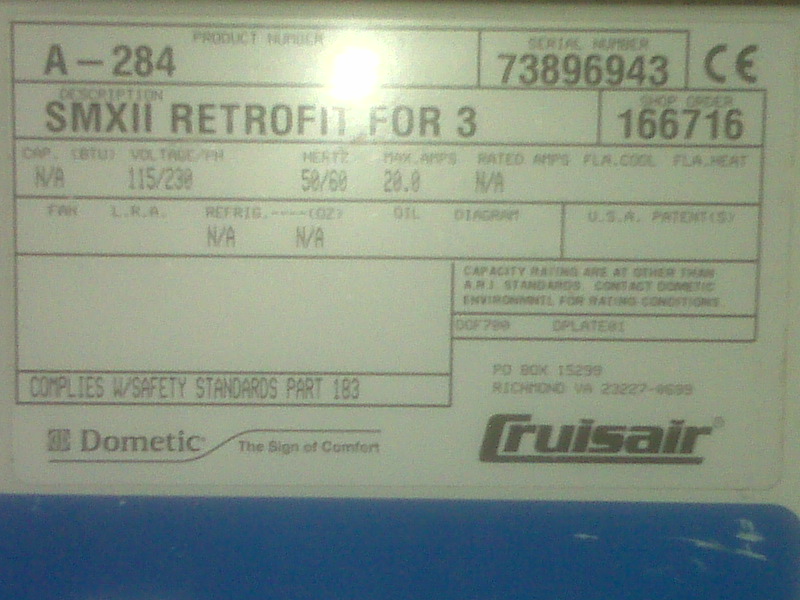 PRODUCT NUMBER
A-284
SERIAL NUMBER
73896943
CE
DESCRIPTION
SMXII RETROFIT FOR 3
SHOP ORDER
166716
CAP. (BTU) VOLTAGE/PH HERTZ MAX.AMPS RATED AMPS FLA.COOL FLA.HEAT
N/A 115/230 50/60 20.0 N/A
FAN L.R.A. REFRIG.----(OZ) OIL DIAGRAM U.S.A. PATENT(S)
N/A N/A
CAPACITY RATING ARE AT OTHER THAN
A.R.I. STANDARDS. CONTACT DOMETIC
ENVIRONMNTL FOR RATING CONDITIONS
DPLATE01
COMPLIES W/SAFETY STANDARDS PART 183
PO BOX 15299
RICHMOND VA 23227-0699
Dometic The Sign of Comfort
Cruisair®